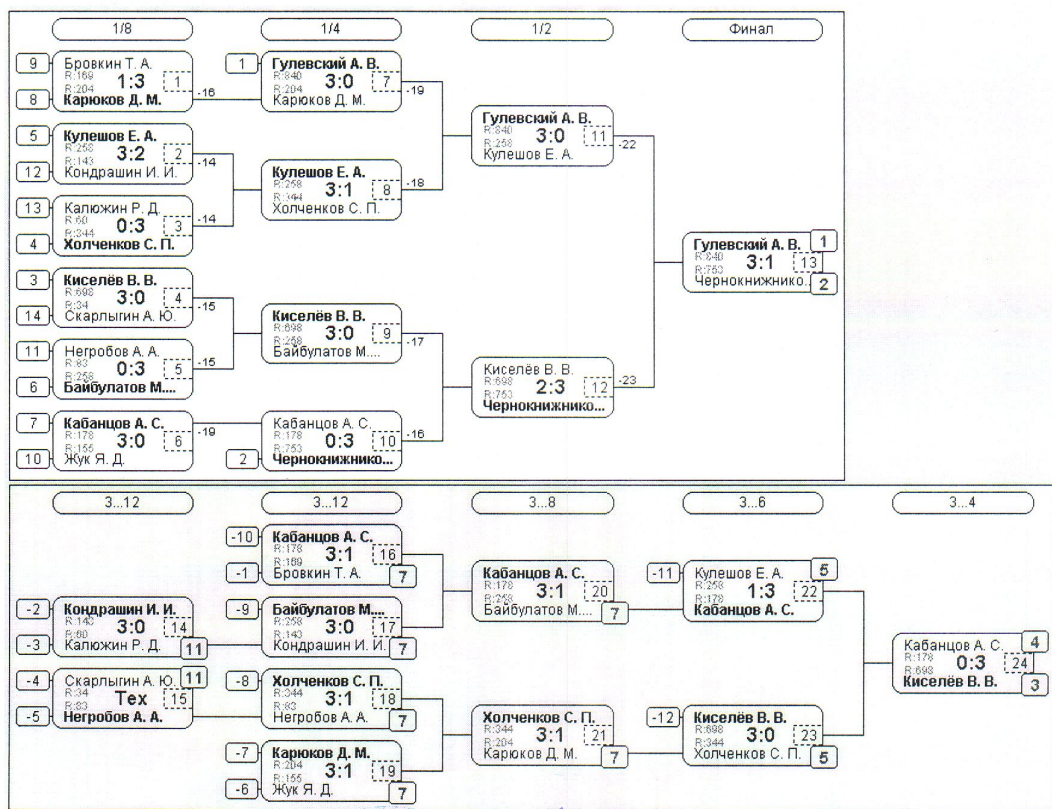 1/8 1/4 1/2 Финал
9 Бровкин Т. А.
R:169 1:3 1
R:204
8 Карюков Д. М. -16
1 Гулевский А. В.
R:840 3:0 7
R:204
Карюков Д. М. -19
5 Кулешов Е. А.
R:258 3:2 2
R:143
12 Кондрашин И. И. -14
13 Калюжин Р. Д.
R:60 0:3 3
R:344
4 Холченков С. П. -14
Кулешов Е. А.
R:258 3:1 8
R:344
Холченков С. П. -18
Гулевский А. В.
R:840 3:0 11
R:258
Кулешов Е. А. -22
3 Киселёв В. В.
R:698 3:0 4
R:34
14 Скарлыгин А. Ю. -15
11 Негробов А. А.
R:83 0:3 5
R:258
6 Байбулатов М.... -15
Киселёв В. В.
R:698 3:0 9
R:258
Байбулатов М.... -17
7 Кабанцов А. С.
R:178 3:0 6
R:155
10 Жук Я. Д. -19
Кабанцов А. С.
R:178 0:3 10
R:753
2 Чернокнижнико... -16
Киселёв В. В.
R:698 2:3 12
R:753
Чернокнижнико... -23
Гулевский А. В. 1
R:840 3:1 13
R:753
Чернокнижнико... 2
3...12 3...12 3...8 3...6 3...4
-2 Кондрашин И. И.
R:143 3:0 14
R:60
-3 Калюжин Р. Д. 11
-4 Скарлыгин А. Ю. 11
R:34 Тех 15
R:83
-5 Негробов А. А.
-10 Кабанцов А. С.
R:178 3:1 16
R:169
-1 Бровкин Т. А. 7
-9 Байбулатов М....
R:258 3:0 17
R:143
Кондрашин И. И. 7
-8 Холченков С. П.
R:344 3:1 18
R:83
Негробов А. А. 7
-7 Карюков Д. М.
R:204 3:1 19
R:155
-6 Жук Я. Д. 7
Кабанцов А. С.
R:178 3:1 20
R:258
Байбулатов М.... 7
Холченков С. П.
R:344 3:1 21
R:204
Карюков Д. М. 7
-11 Кулешов Е. А. 5
R:258 1:3 22
R:178
Кабанцов А. С.
-12 Киселёв В. В.
R:698 3:0 23
R:344
Холченков С. П. 5
Кабанцов А. С. 4
R:178 0:3 24
R:698
Киселёв В. В. 3